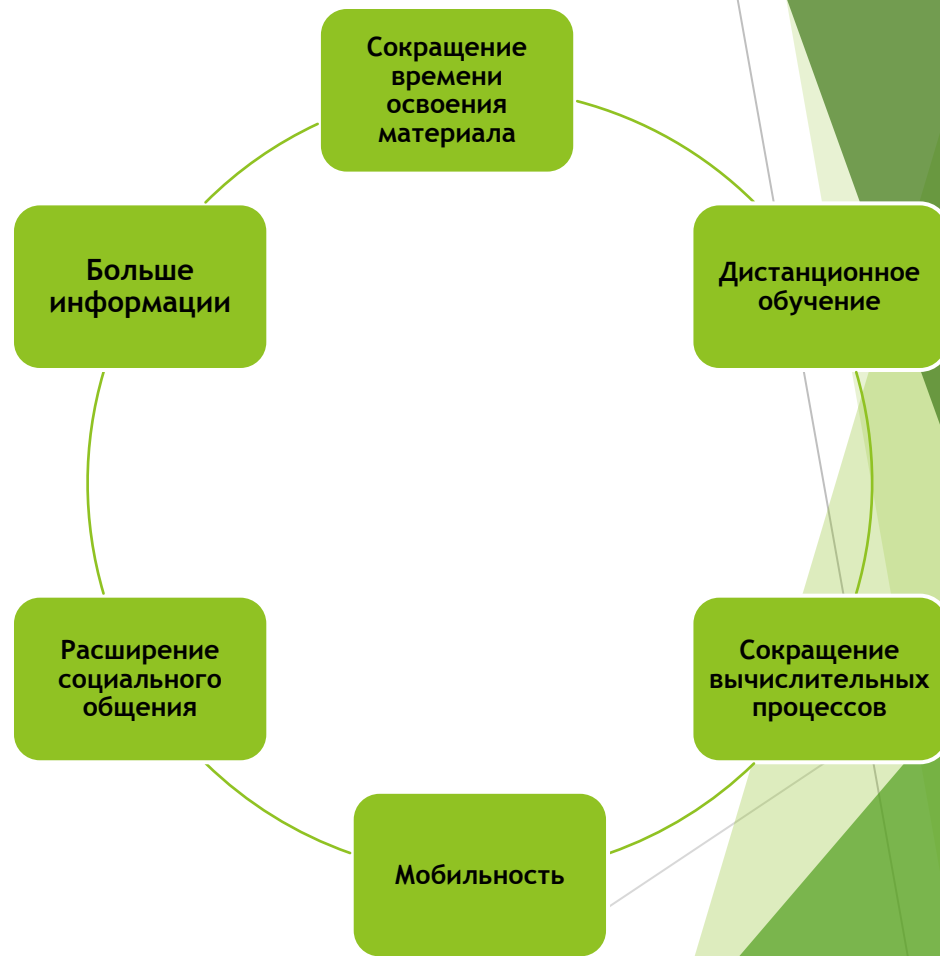 Сокращение
времени
освоения
материала
Дистанционное
обучение
Сокращение
вычислительных
процессов
Мобильность
Расширение
социального
общения
Больше
информации